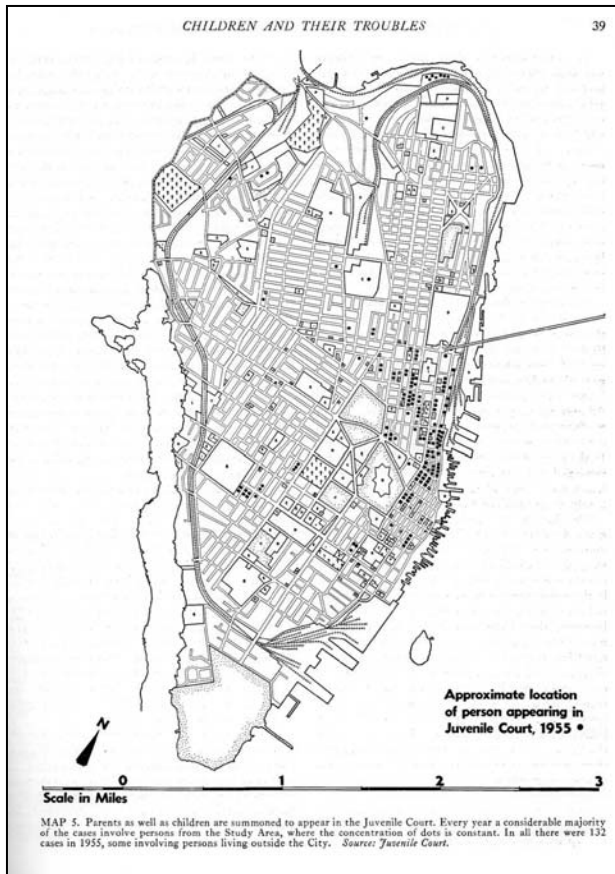 CHILDREN AND THEIR TROUBLES 39
Approximate location
of person appearing in
Juvenile Court, 1955 •
N
0 1 2 3
Scale in Miles
MAP 5. Parents as well as children are summoned to appear in the Juvenile Court. Every year a considerable majority
of the cases involve persons from the Study Area, where the concentration of dots is constant. In all there were 132
cases in 1955, some involving persons living outside the City. Source: Juvenile Court.